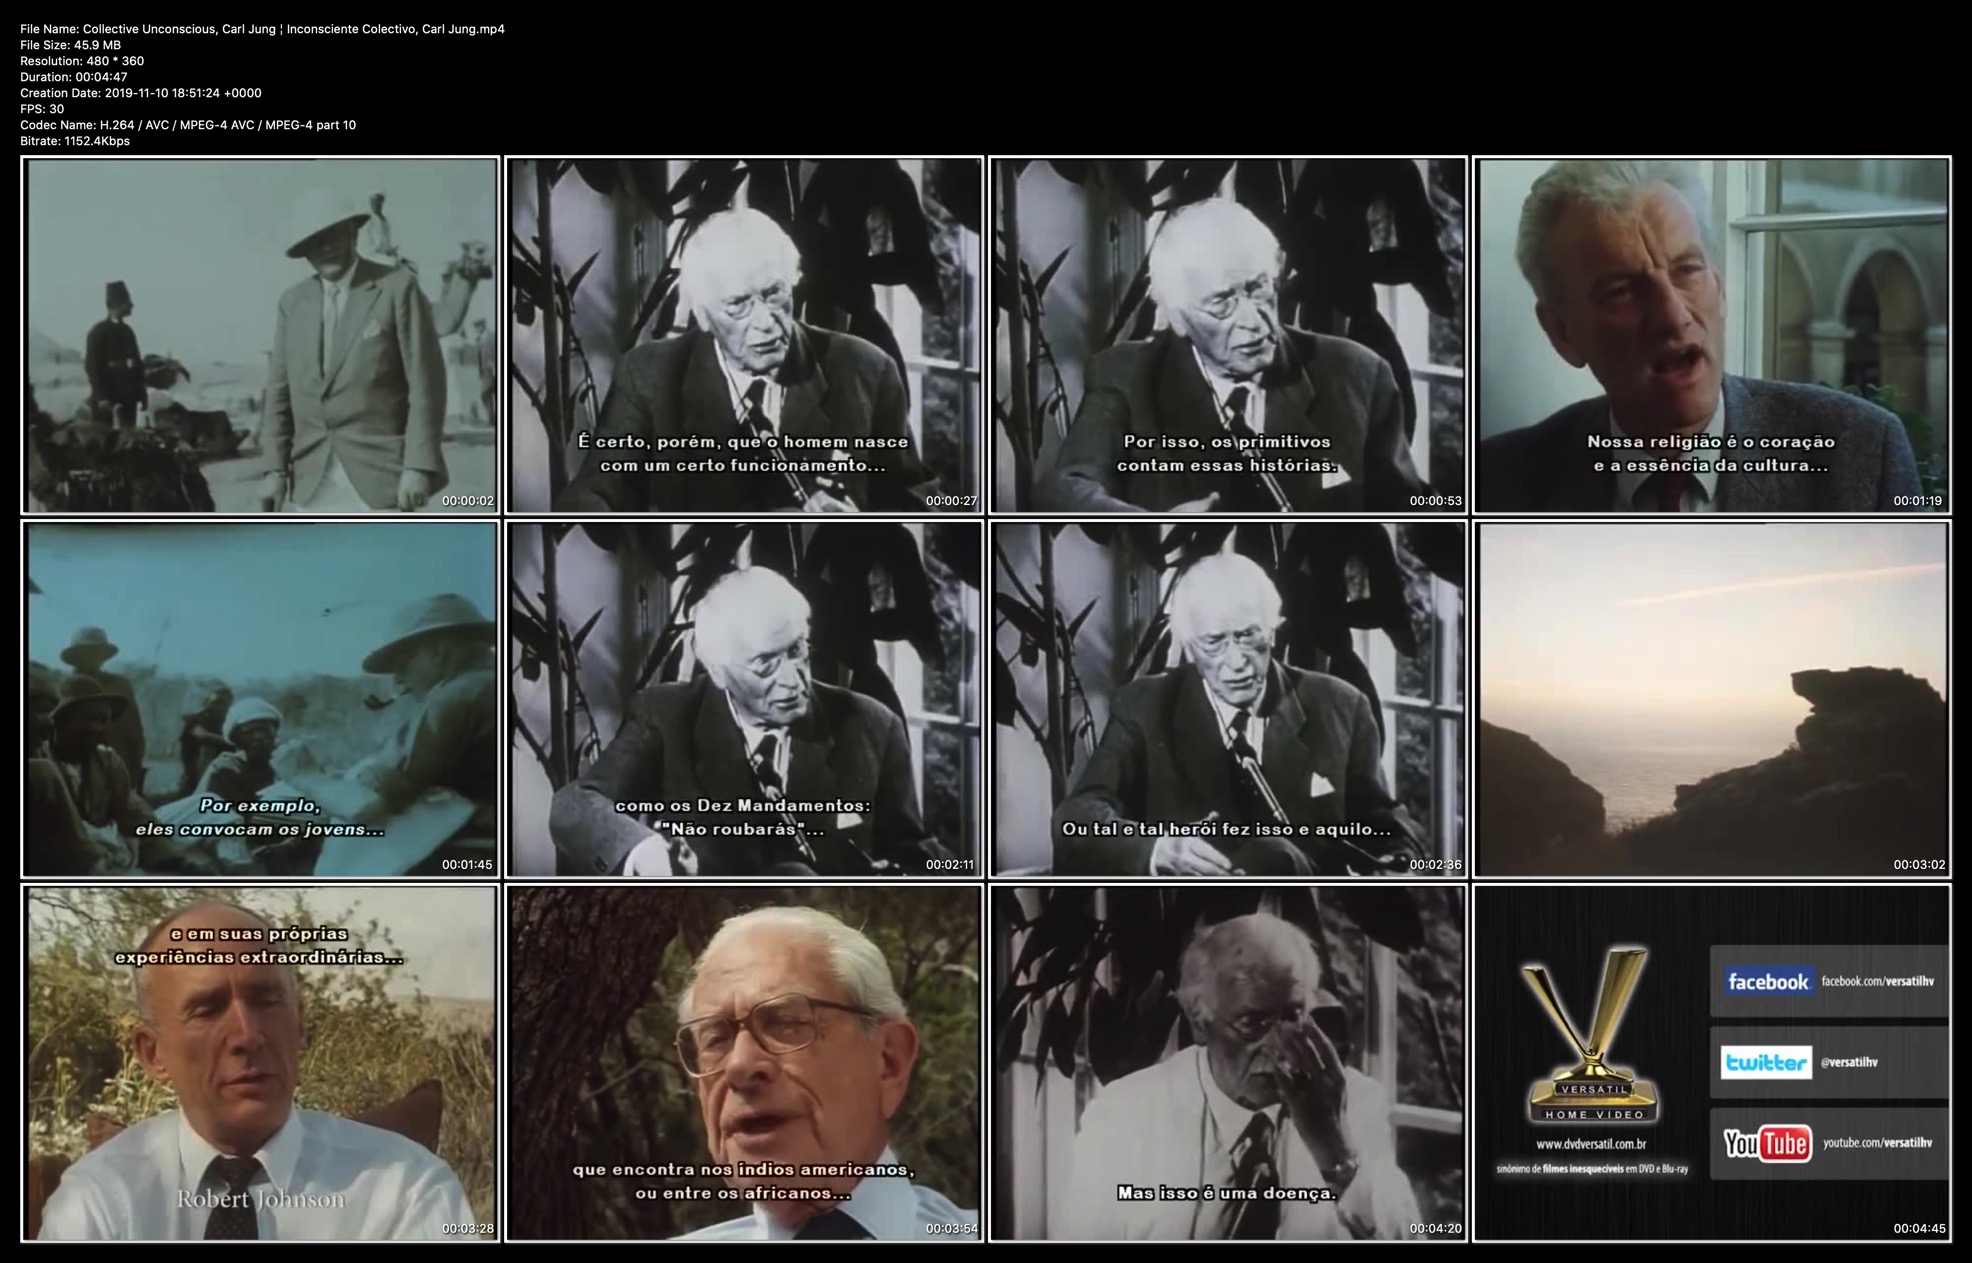 File Name: Collective Unconscious, Carl Jung ¦ Inconsciente Colectivo, Carl Jung.mp4
File Size: 45.9 MB
Resolution: 480 * 360
Duration: 00:04:47
Creation Date: 2019-11-10 18:51:24 +0000
FPS: 30
Codec Name: H.264 / AVC / MPEG-4 AVC / MPEG-4 part 10
Bitrate: 1152.4Kbps
00:00:02
É certo, porém, que o homem nasce
com um certo funcionamento...
00:00:27
Por isso, os primitivos
contam essas histórias.
00:00:53
Nossa religião é o coração
e a essência da cultura...
00:01:19
Por exemplo,
eles convocam os jovens...
00:01:45
como os Dez Mandamentos:
"Não roubarás"...
00:02:11
Ou tal e tal herói fez isso e aquilo...
00:02:36
00:03:02
e em suas próprias
experiências extraordinárias...
Robert Johnson
00:03:28
que encontra nos índios americanos,
ou entre os africanos...
00:03:54
Mas isso é uma doença.
00:04:20
VERSATIL
HOME VIDEO
www.dvdversatil.com.br
sinônimo de filmes inesquecíveis em DVD e Blu-ray
facebook facebook.com/versatilhv
twitter @versatilhv
YouTube youtube.com/versatilhv
00:04:45